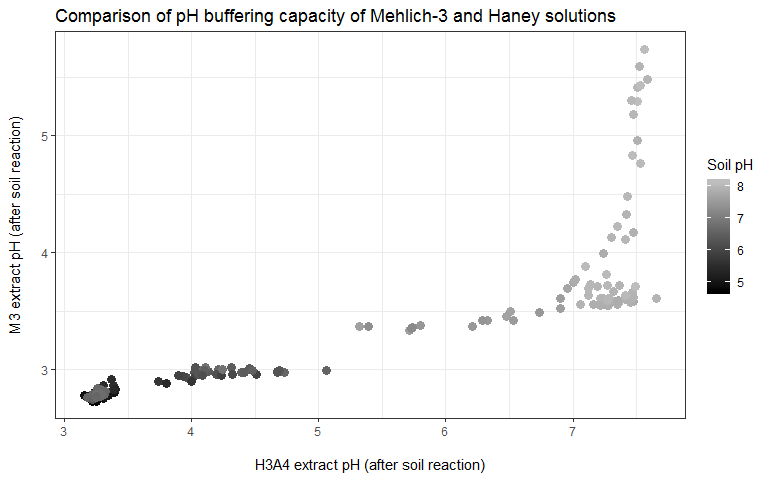 Comparison of pH buffering capacity of Mehlich-3 and Haney solutions
M3 extract pH (after soil reaction)
5
4
3
3 4 5 6 7
H3A4 extract pH (after soil reaction)
Soil pH
8
7
6
5